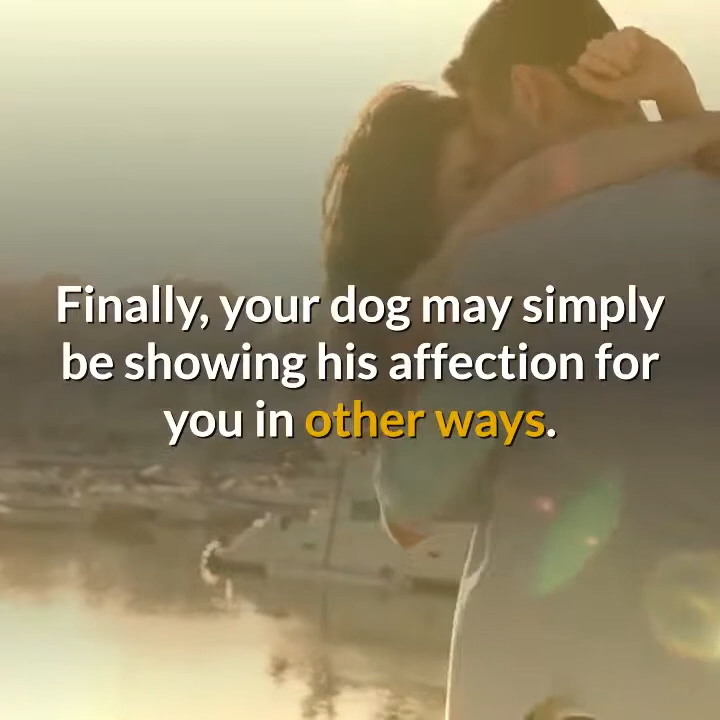 Finally, your dog may simply
be showing his affection for
you in other ways.